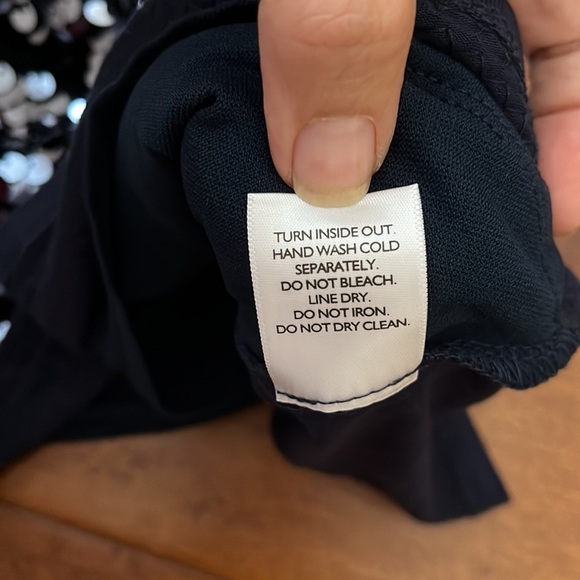 TURN INSIDE OUT.
HAND WASH COLD
SEPARATELY.
DO NOT BLEACH.
LINE DRY.
DO NOT IRON.
DO NOT DRY CLEAN.